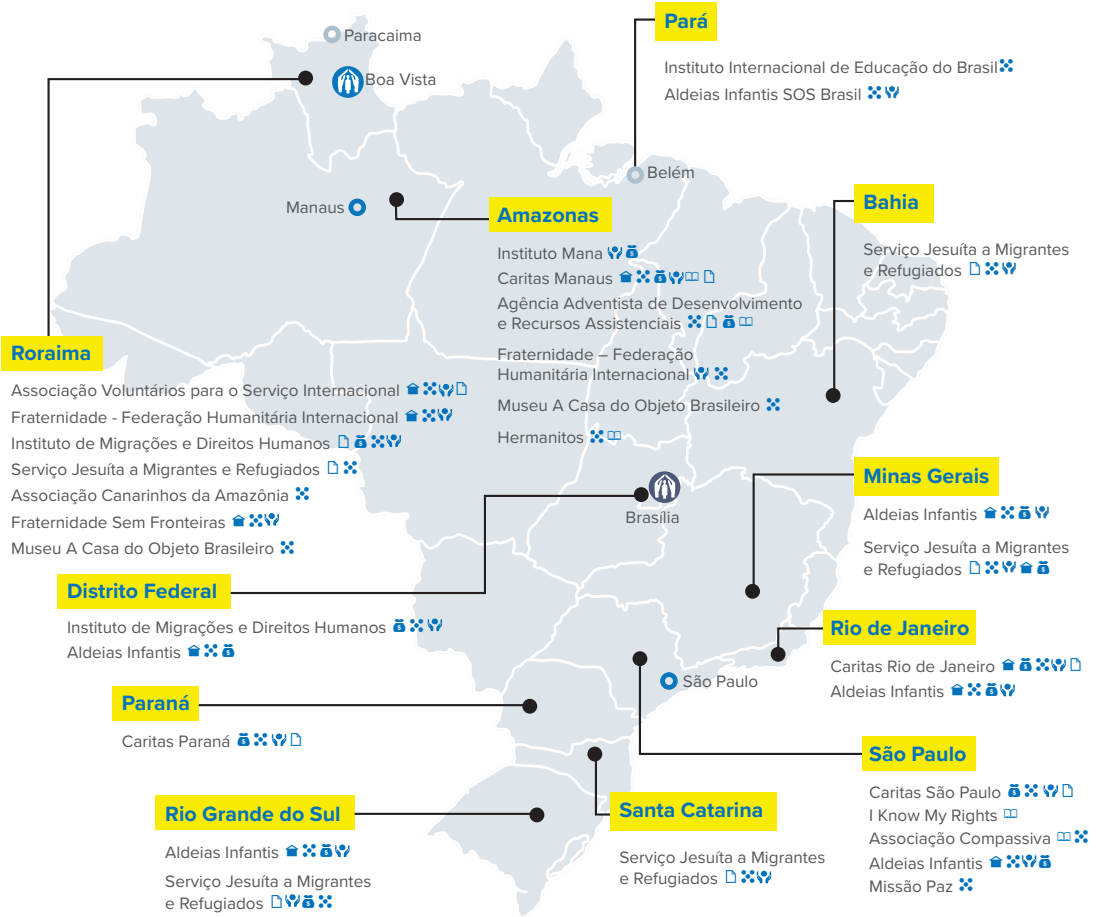 Paracaima
Boa Vista
Pará
Instituto Internacional de Educação do Brasil
Aldeias Infantis SOS Brasil
Belém
Manaus
Amazonas
Instituto Mana
Caritas Manaus
Agência Adventista de Desenvolvimento
e Recursos Assistenciais
Fraternidade – Federação
Humanitária Internacional
Museu A Casa do Objeto Brasileiro
Hermanitos
Bahia
Serviço Jesuíta a Migrantes
e Refugiados
Roraima
Associação Voluntários para o Serviço Internacional
Fraternidade - Federação Humanitária Internacional
Instituto de Migrações e Direitos Humanos
Serviço Jesuíta a Migrantes e Refugiados
Associação Canarinhos da Amazônia
Fraternidade Sem Fronteiras
Museu A Casa do Objeto Brasileiro
Brasília
Minas Gerais
Aldeias Infantis
Serviço Jesuíta a Migrantes
e Refugiados
Distrito Federal
Instituto de Migrações e Direitos Humanos
Aldeias Infantis
Rio de Janeiro
Caritas Rio de Janeiro
Aldeias Infantis
São Paulo
Paraná
Caritas Paraná
São Paulo
Caritas São Paulo
I Know My Rights
Associação Compassiva
Aldeias Infantis
Missão Paz
Rio Grande do Sul
Aldeias Infantis
Serviço Jesuíta a Migrantes
e Refugiados
Santa Catarina
Serviço Jesuíta a Migrantes
e Refugiados